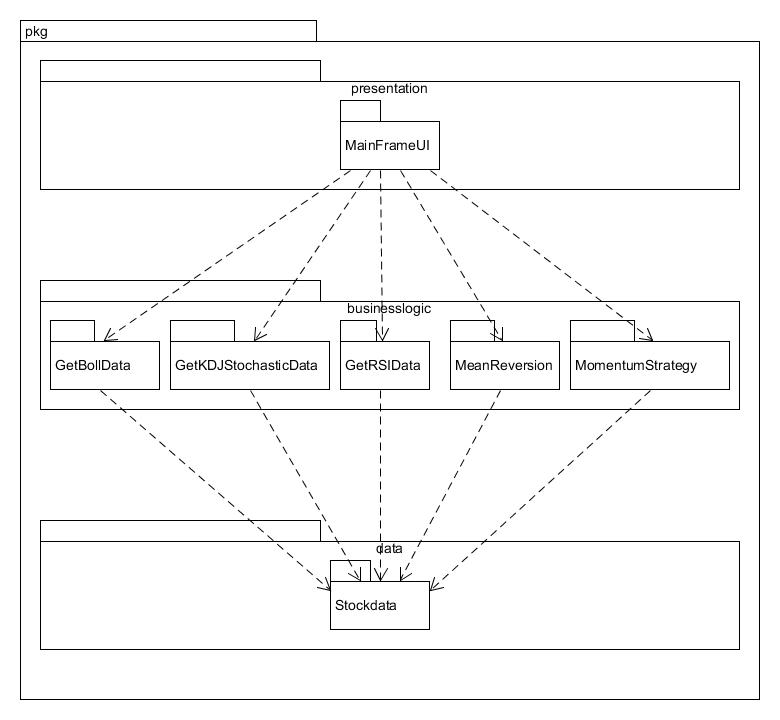 pkg
presentation
MainFrameUI
businesslogic
GetBollData
GetKDJStochasticData
GetRSIData
MeanReversion
MomentumStrategy
data
Stockdata